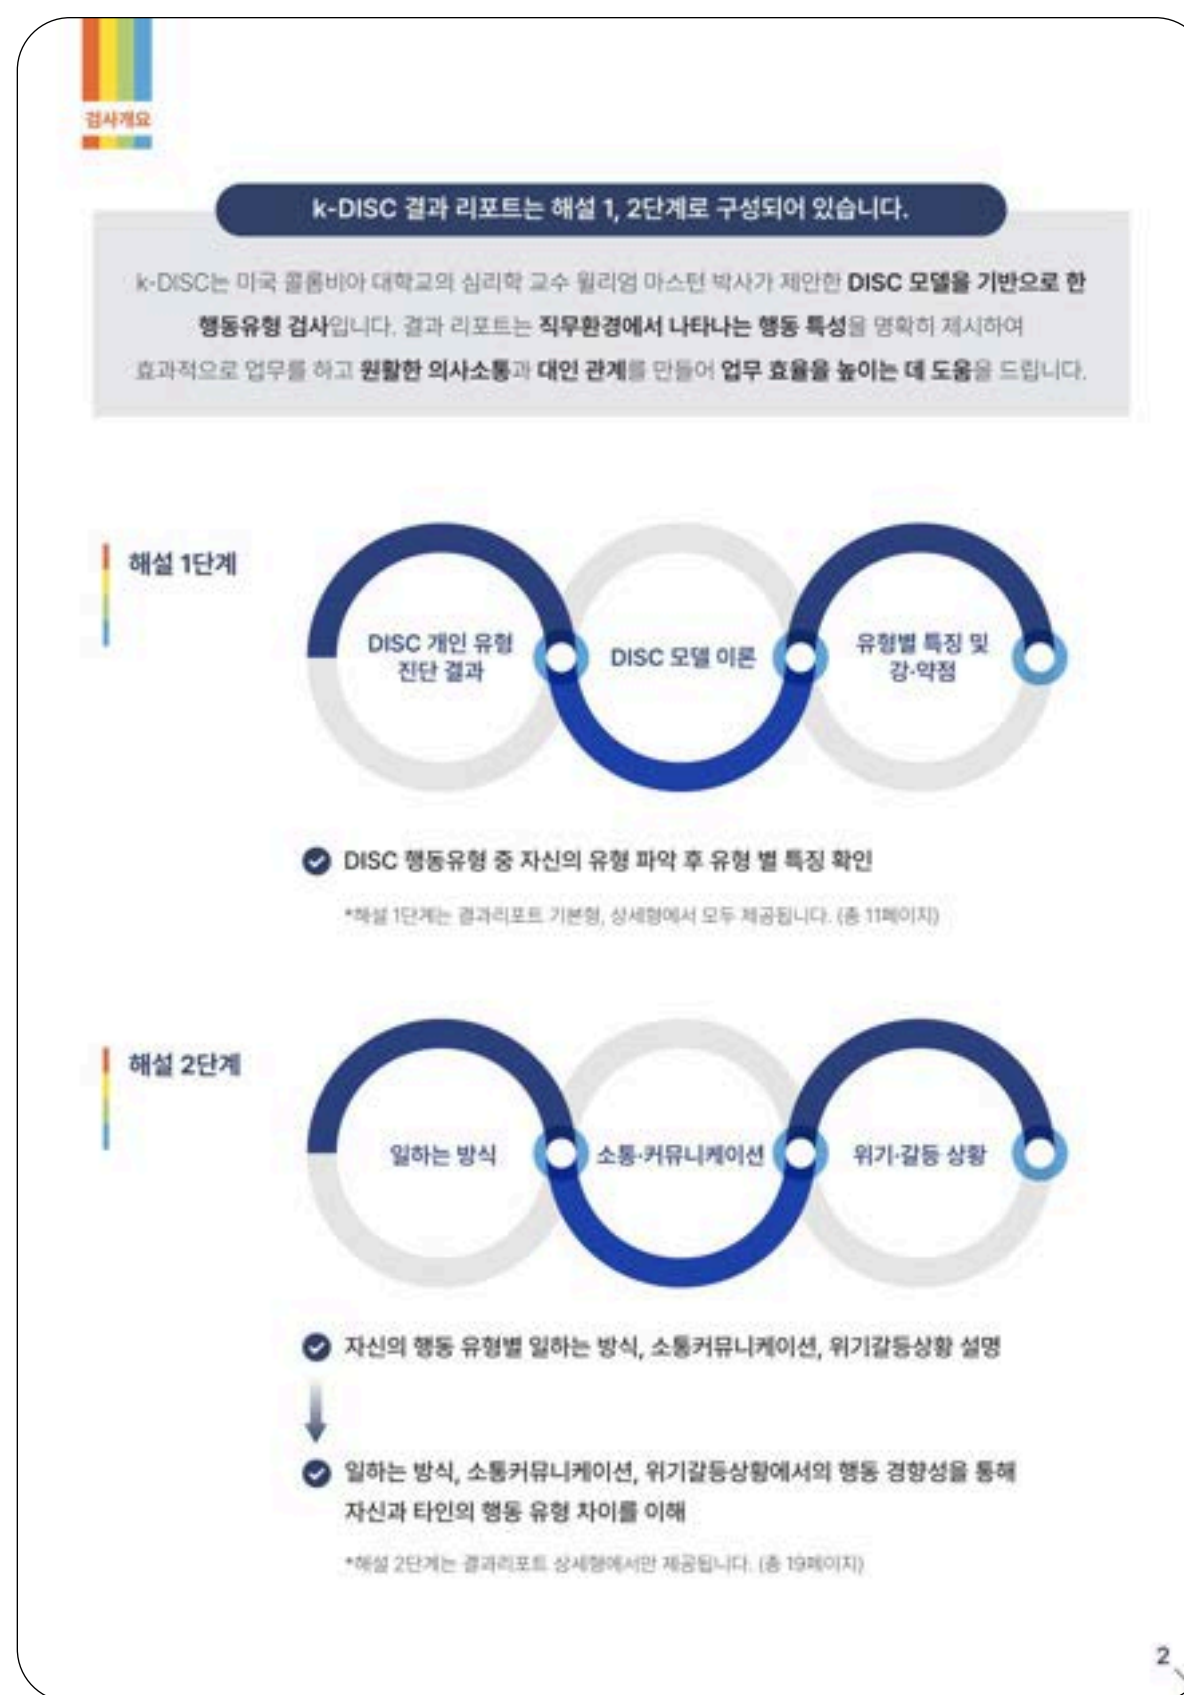 검사개요
k-DISC 결과 리포트는 해설 1, 2단계로 구성되어 있습니다.
k-DISC는 미국 콜롬비아 대학교의 심리학 교수 윌리엄 마스턴 박사가 제안한 DISC 모델을 기반으로 한
행동유형 검사입니다. 결과 리포트는 직무환경에서 나타나는 행동 특성을 명확히 제시하여
효과적으로 업무를 하고 원활한 의사소통과 대인 관계를 만들어 업무 효율을 높이는 데 도움을 드립니다.
해설 1단계
DISC 개인 유형
진단 결과
DISC 모델 이론
유형별 특징 및
강·약점
DISC 행동유형 중 자신의 유형 파악 후 유형 별 특징 확인
*해설 1단계는 결과리포트 기본형, 상세형에서 모두 제공됩니다. (총 11페이지)
해설 2단계
일하는 방식
소통·커뮤니케이션
위기·갈등 상황
자신의 행동 유형별 일하는 방식, 소통커뮤니케이션, 위기갈등상황 설명
일하는 방식, 소통커뮤니케이션, 위기갈등상황에서의 행동 경향성을 통해
자신과 타인의 행동 유형 차이를 이해
*해설 2단계는 결과리포트 상세형에서만 제공됩니다. (총 19페이지)
2